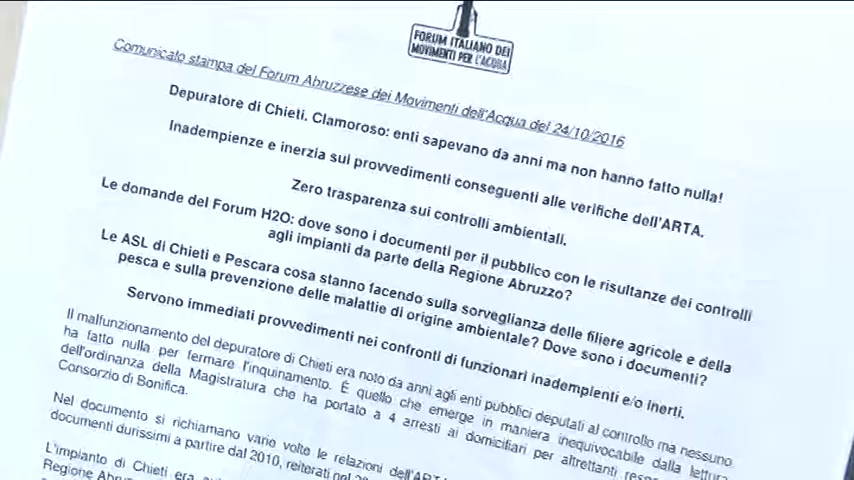 FORUM ITALIANO DEI
MOVIMENTI PER L'ACQUA
Comunicato stampa del Forum Abruzzese dei Movimenti dell'Acqua del 24/10/2016
Depuratore di Chieti. Clamoroso: enti sapevano da anni ma non hanno fatto nulla!
Inadempienze e inerzia sui provvedimenti conseguenti alle verifiche dell'ARTA.
Zero trasparenza sui controlli ambientali.
Le domande del Forum H2O: dove sono i documenti per il pubblico con le risultanze dei controlli
agli impianti da parte della Regione Abruzzo?
Le ASL di Chieti e Pescara cosa stanno facendo sulla sorveglianza delle filiere agricole e della
pesca e sulla prevenzione delle malattie di origine ambientale? Dove sono i documenti?
Servono immediati provvedimenti nei confronti di funzionari inadempienti e/o inerti.
Il malfunzionamento del depuratore di Chieti era noto da anni agli enti pubblici deputati al controllo ma nessuno
ha fatto nulla per fermare l'inquinamento. È quello che emerge in maniera inequivocabile dalla lettura
dell'ordinanza della Magistratura che ha portato a 4 arresti ai domiciliari per altrettanti
Consorzio di Bonifica.
Nel documento si richiamano varie volte le relazioni
documenti durissimi a partire dal 2010, reiterati nel
L'impianto di Chieti era
Regione